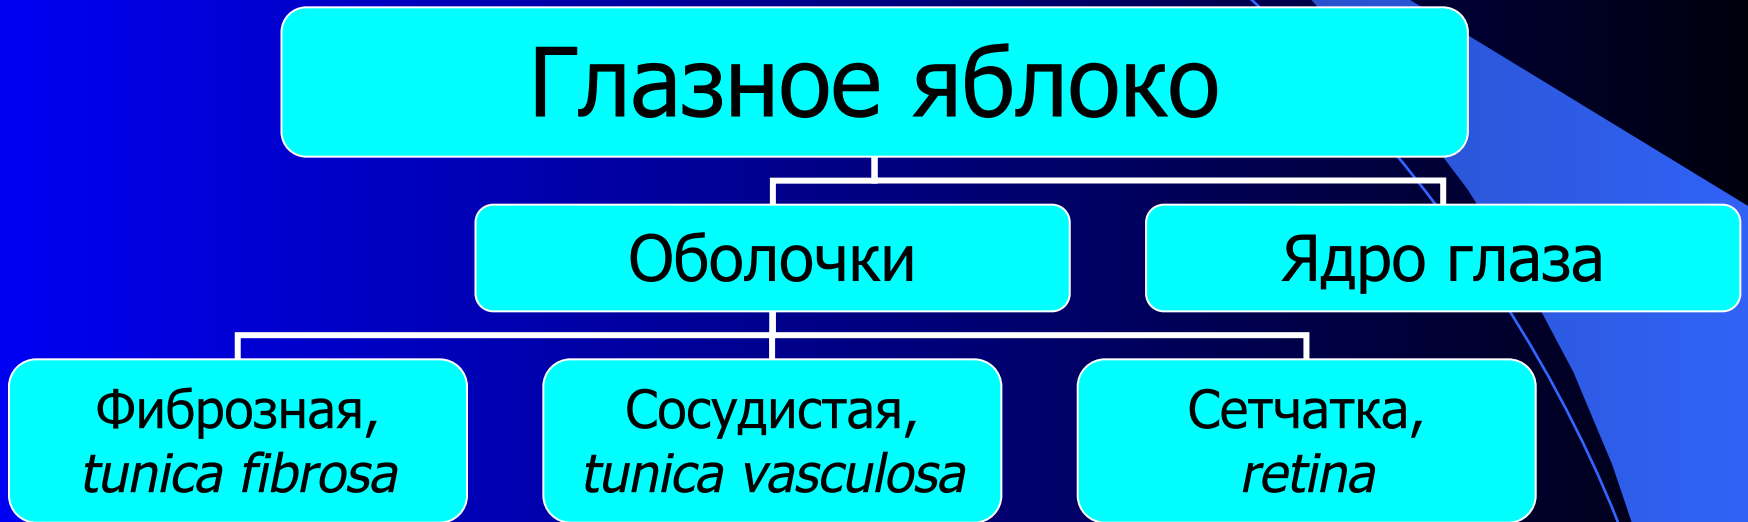 Глазное яблоко
Оболочки
Ядро глаза
Фиброзная,
tunica fibrosa
Сосудистая,
tunica vasculosa
Сетчатка,
retina